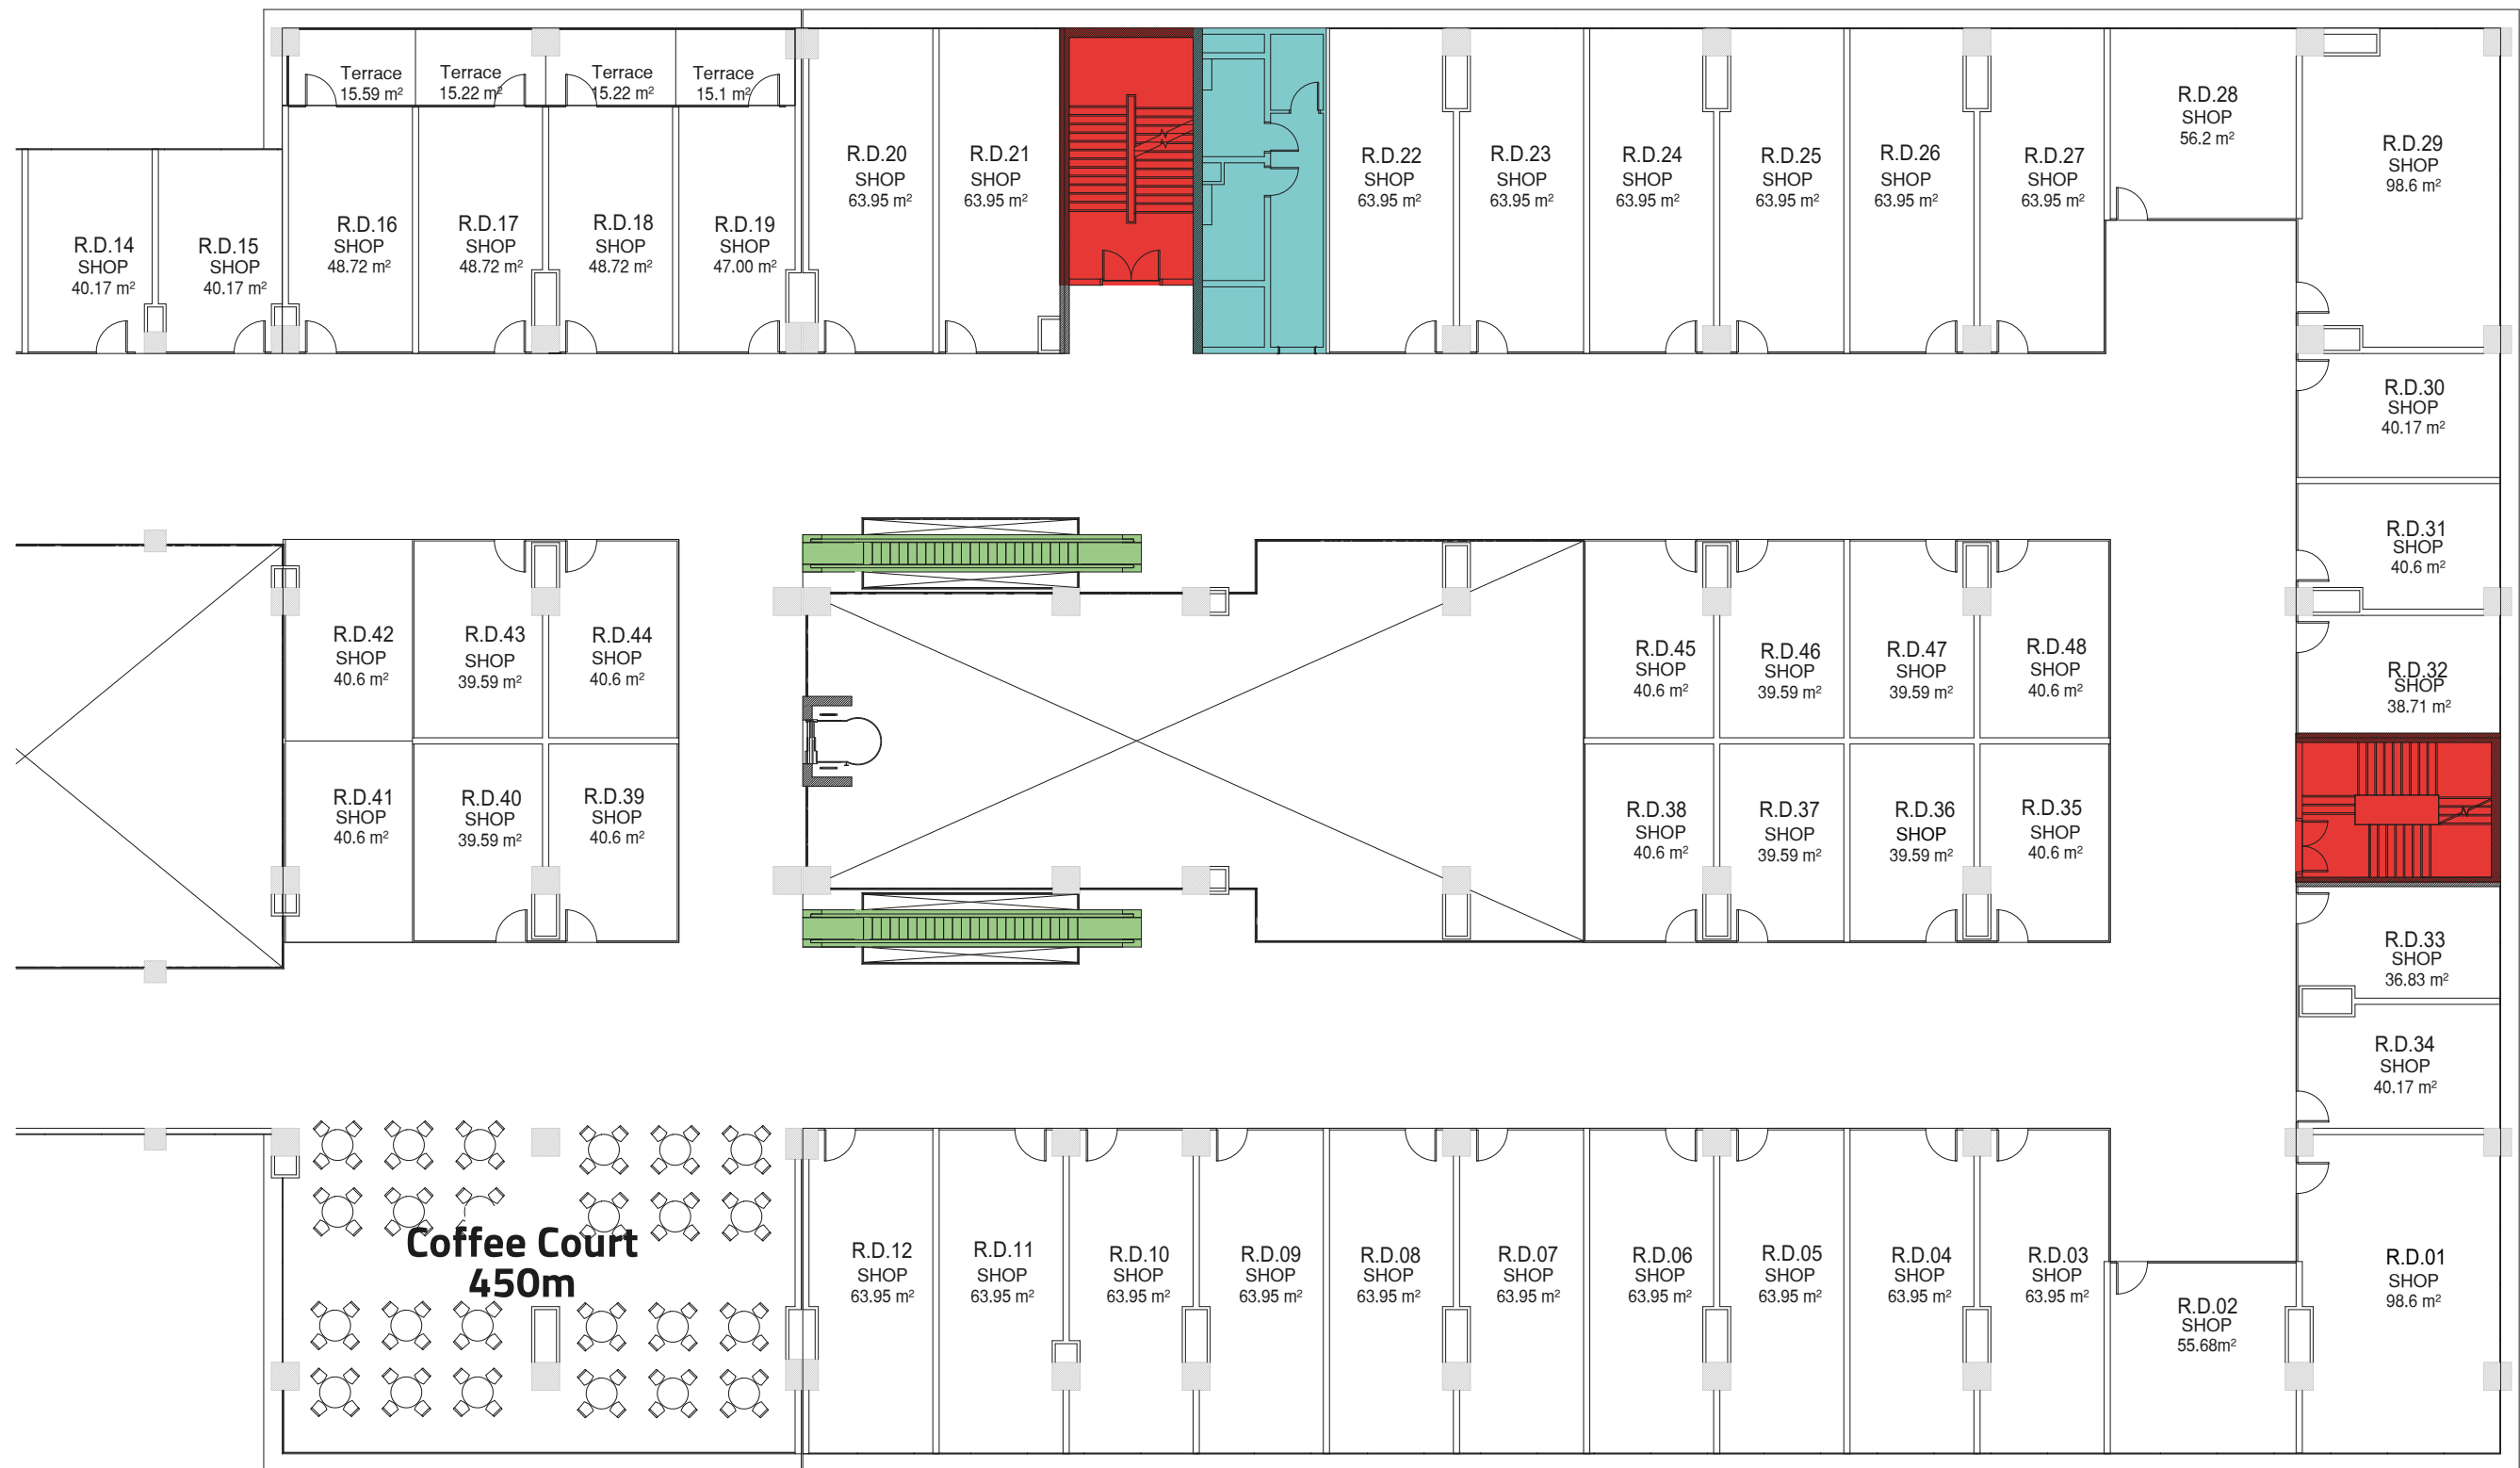 Terrace
15.59 m²
Terrace
15.22 m²
Terrace
15.22 m²
Terrace
15.1 m²
R.D.14
SHOP
40.17 m²
R.D.15
SHOP
40.17 m²
R.D.16
SHOP
48.72 m²
R.D.17
SHOP
48.72 m²
R.D.18
SHOP
48.72 m²
R.D.19
SHOP
47.00 m²
R.D.20
SHOP
63.95 m²
R.D.21
SHOP
63.95 m²
R.D.22
SHOP
63.95 m²
R.D.23
SHOP
63.95 m²
R.D.24
SHOP
63.95 m²
R.D.25
SHOP
63.95 m²
R.D.26
SHOP
63.95 m²
R.D.27
SHOP
63.95 m²
R.D.28
SHOP
56.2 m²
R.D.29
SHOP
98.6 m²
R.D.30
SHOP
40.17 m²
R.D.31
SHOP
40.6 m²
R.D.32
SHOP
38.71 m²
R.D.42
SHOP
40.6 m²
R.D.43
SHOP
39.59 m²
R.D.44
SHOP
40.6 m²
R.D.45
SHOP
40.6 m²
R.D.46
SHOP
39.59 m²
R.D.47
SHOP
39.59 m²
R.D.48
SHOP
40.6 m²
R.D.41
SHOP
40.6 m²
R.D.40
SHOP
39.59 m²
R.D.39
SHOP
40.6 m²
R.D.38
SHOP
40.6 m²
R.D.37
SHOP
39.59 m²
R.D.36
SHOP
39.59 m²
R.D.35
SHOP
40.6 m²
R.D.33
SHOP
36.83 m²
R.D.34
SHOP
40.17 m²
Coffee Court
450m
R.D.12
SHOP
63.95 m²
R.D.11
SHOP
63.95 m²
R.D.10
SHOP
63.95 m²
R.D.09
SHOP
63.95 m²
R.D.08
SHOP
63.95 m²
R.D.07
SHOP
63.95 m²
R.D.06
SHOP
63.95 m²
R.D.05
SHOP
63.95 m²
R.D.04
SHOP
63.95 m²
R.D.03
SHOP
63.95 m²
R.D.02
SHOP
55.68m²
R.D.01
SHOP
98.6 m²